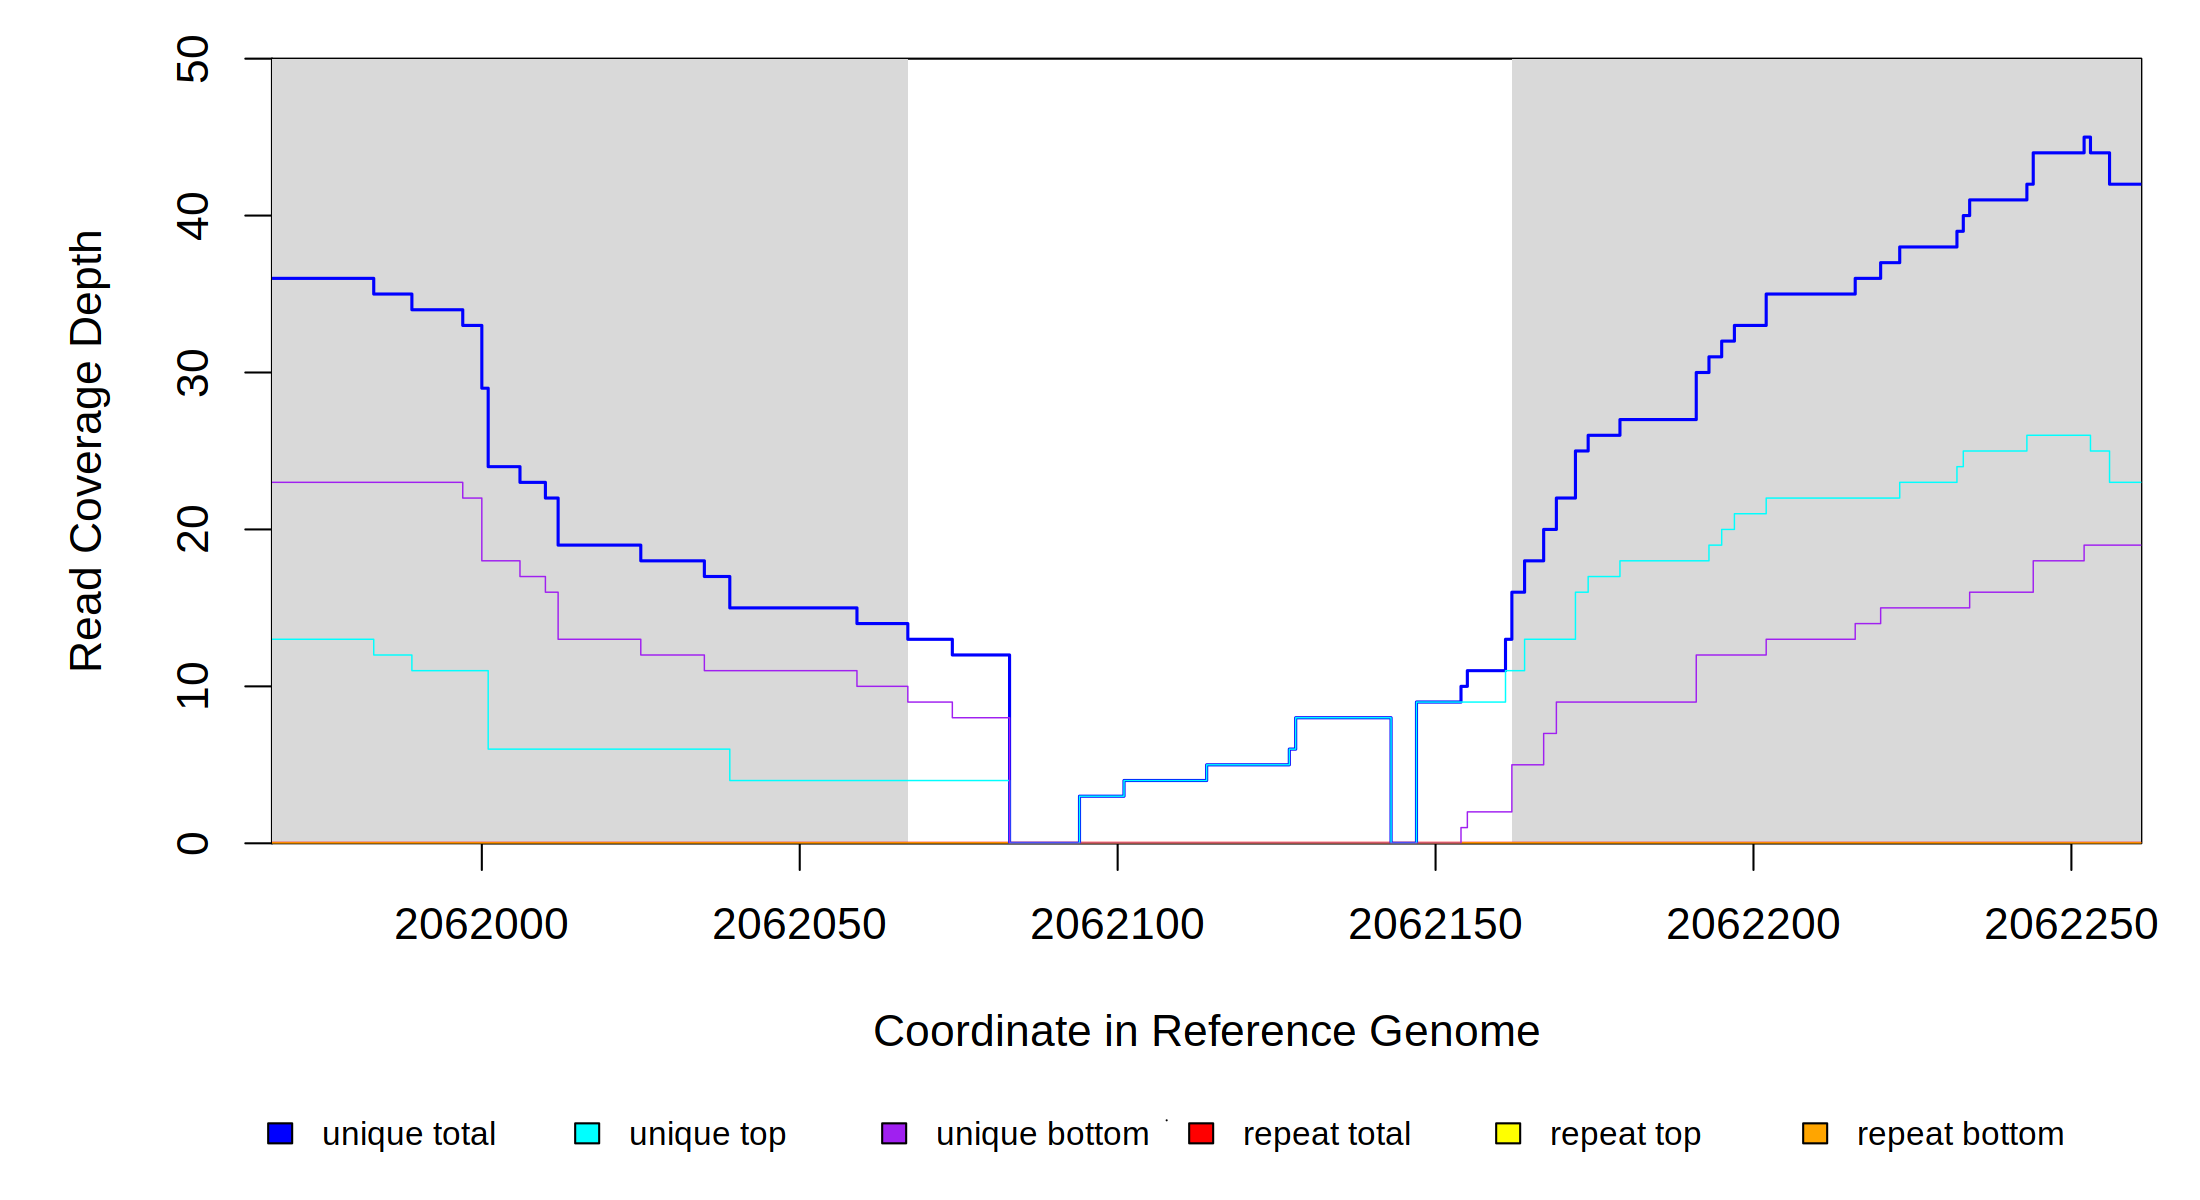 50
40
30
20
10
0
Read Coverage Depth
2062000 2062050 2062100 2062150 2062200 2062250
Coordinate in Reference Genome
unique total unique top unique bottom repeat total repeat top repeat bottom